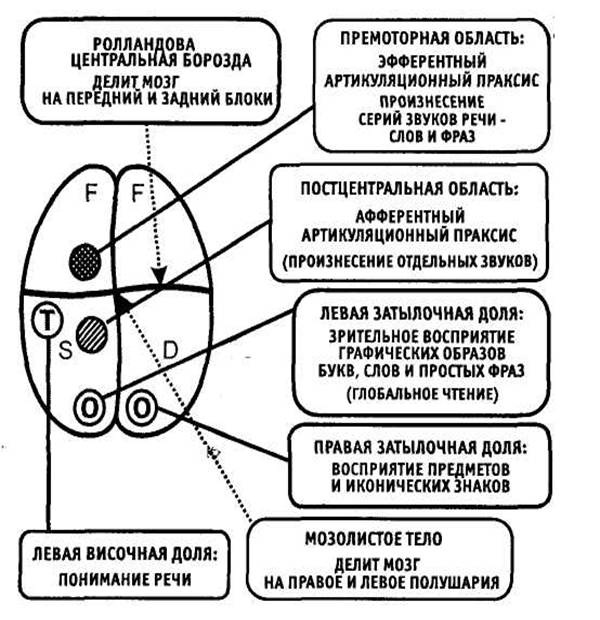 РОЛЛАНДОВА
ЦЕНТРАЛЬНАЯ БОРОЗДА
ДЕЛИТ МОЗГ
НА ПЕРЕДНИЙ И ЗАДНИЙ БЛОКИ
ПРЕМОТОРНАЯ ОБЛАСТЬ:
ЭФФЕРЕНТНЫЙ
АРТИКУЛЯЦИОННЫЙ ПРАКСИС
ПРОИЗНЕСЕНИЕ
СЕРИЙ ЗВУКОВ РЕЧИ -
СЛОВ И ФРАЗ
ПОСТЦЕНТРАЛЬНАЯ ОБЛАСТЬ:
АФФЕРЕНТНЫЙ
АРТИКУЛЯЦИОННЫЙ ПРАКСИС
(ПРОИЗНЕСЕНИЕ ОТДЕЛЬНЫХ ЗВУКОВ)
F F
T
S D
O O
ЛЕВАЯ ЗАТЫЛОЧНАЯ ДОЛЯ:
ЗРИТЕЛЬНОЕ ВОСПРИЯТИЕ
ГРАФИЧЕСКИХ ОБРАЗОВ
БУКВ, СЛОВ И ПРОСТЫХ ФРАЗ
(ГЛОБАЛЬНОЕ ЧТЕНИЕ)
ПРАВАЯ ЗАТЫЛОЧНАЯ ДОЛЯ:
ВОСПРИЯТИЕ ПРЕДМЕТОВ
И ИКОНИЧЕСКИХ ЗНАКОВ
ЛЕВАЯ ВИСОЧНАЯ ДОЛЯ:
ПОНИМАНИЕ РЕЧИ
МОЗОЛИСТОЕ ТЕЛО
ДЕЛИТ МОЗГ
НА ПРАВОЕ И ЛЕВОЕ ПОЛУШАРИЯ